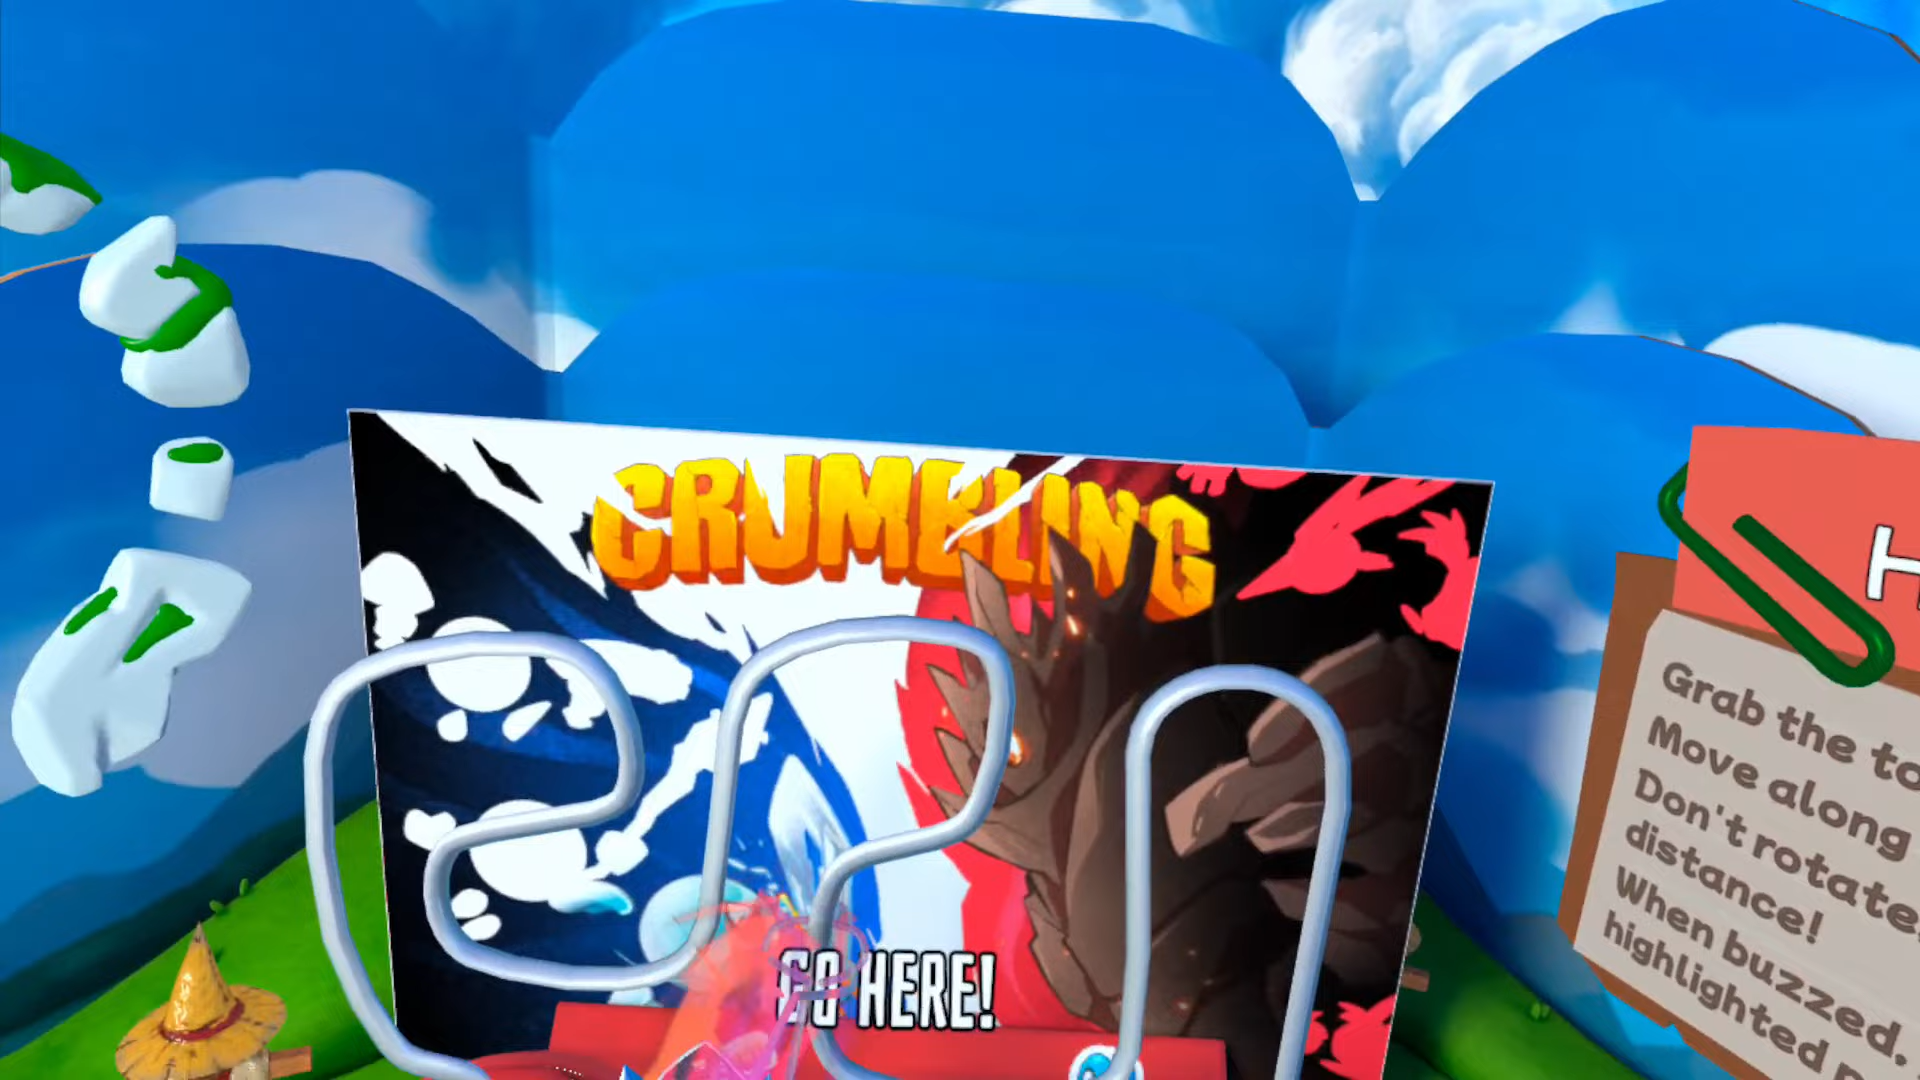 CRUMBLING
GO HERE!
H
Grab the to
Move along
Don't rotate
distance!
When buzzed.
highlighted